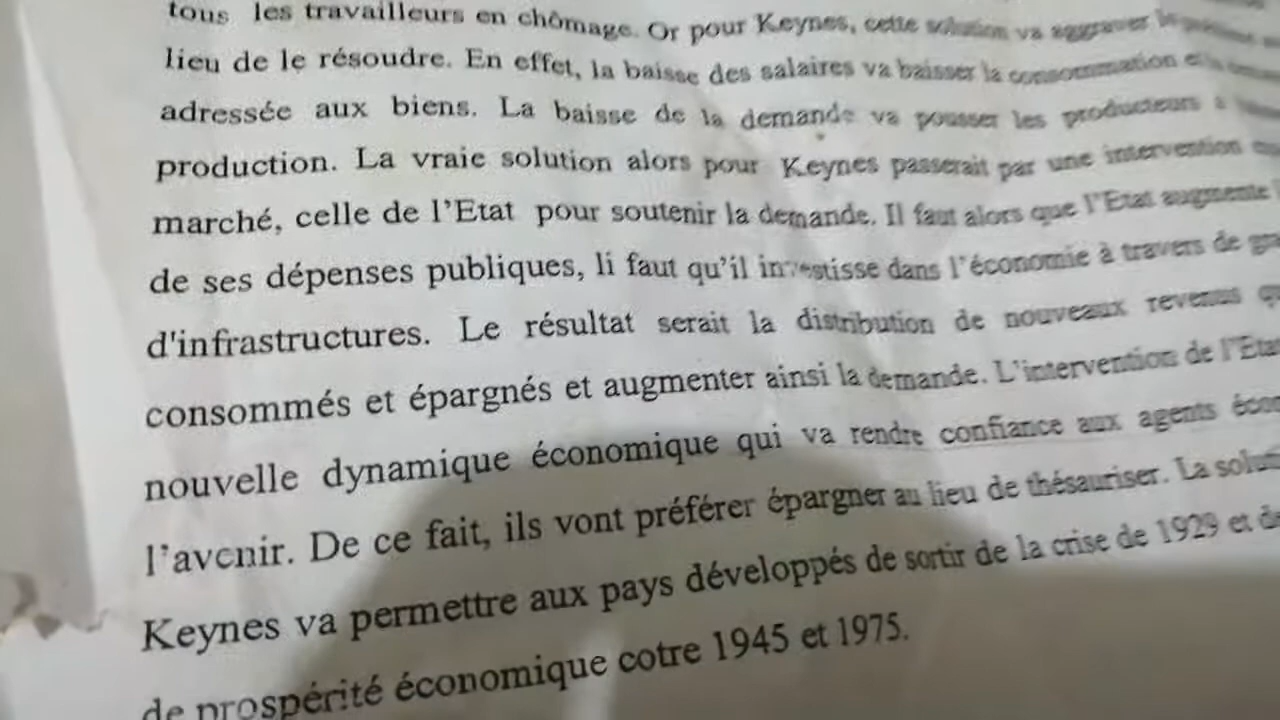 tous les travailleurs en chômage. Or pour Keynes, cette solution va aggraver le
lieu de le résoudre. En effet, la baisse des salaires va baisser la consommation et la
adressée aux biens. La baisse de la demande va pousser les producteurs à
production. La vraie solution alors pour Keynes passerait par une intervention
marché, celle de l'Etat pour soutenir la demande. Il faut alors que l'Etat augmente
de ses dépenses publiques, li faut qu'il investisse dans l'économie à travers de
d'infrastructures. Le résultat serait la distribution de nouveaux revenus
consommés et épargnés et augmenter ainsi la demande. L'intervention de l'Etat
nouvelle dynamique économique qui va rendre confiance aux agents
l'avenir. De ce fait, ils vont préférer épargner au lieu de thésauriser. La
Keynes va permettre aux pays développés de sortir de la crise de 1929 et
de prospérité économique cotre 1945 et 1975.